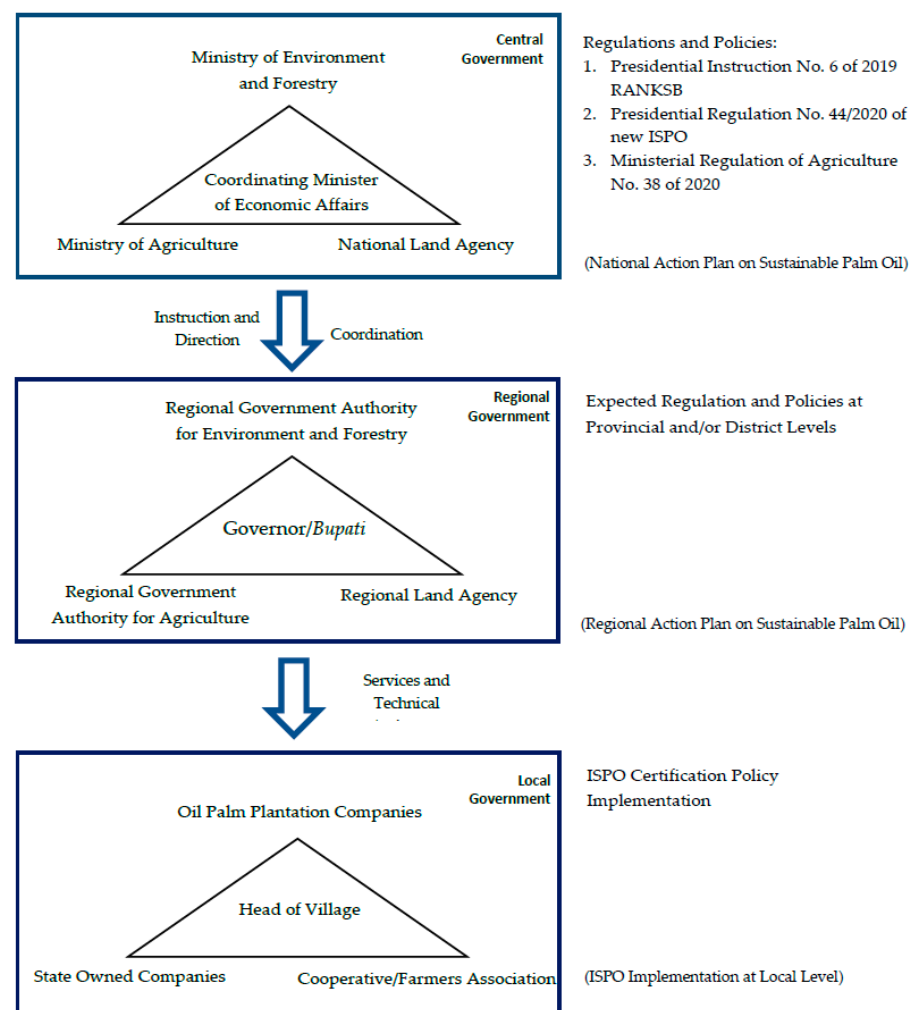 Central
Government
Ministry of Environment
and Forestry
Coordinating Minister
of Economic Affairs
Ministry of Agriculture
National Land Agency
Regulations and Policies:
1. Presidential Instruction No. 6 of 2019
RANKSB
2. Presidential Regulation No. 44/2020 of
new ISPO
3. Ministerial Regulation of Agriculture
No. 38 of 2020
(National Action Plan on Sustainable Palm Oil)
Instruction and
Direction
Coordination
Regional
Government
Regional Government Authority
for Environment and Forestry
Governor/Bupati
Regional Government
Authority for Agriculture
Regional Land Agency
Expected Regulation and Policies at
Provincial and/or District Levels
(Regional Action Plan on Sustainable Palm Oil)
Services and
Technical
Local
Government
Oil Palm Plantation Companies
Head of Village
State Owned Companies
Cooperative/Farmers Association
ISPO Certification Policy
Implementation
(ISPO Implementation at Local Level)